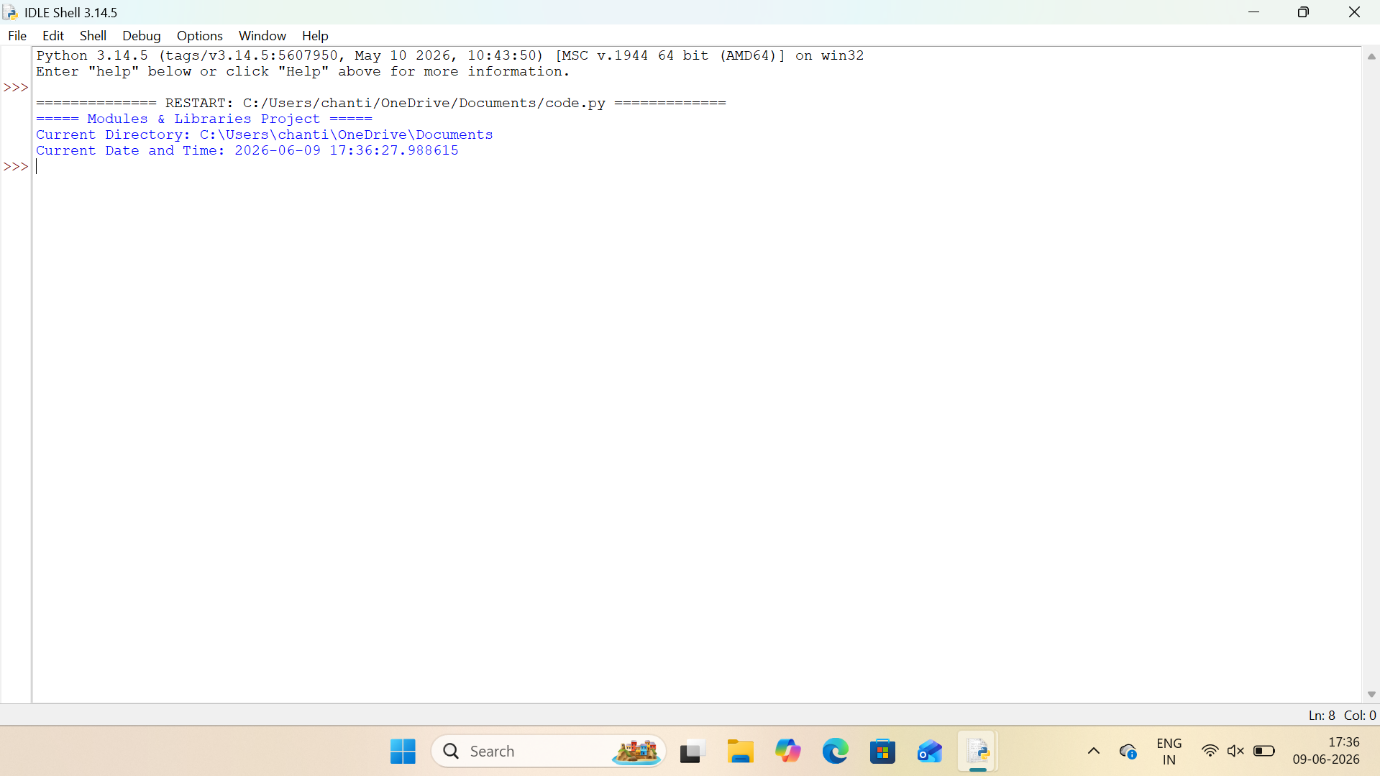 IDLE Shell 3.14.5
File Edit Shell Debug Options Window Help
Python 3.14.5 (tags/v3.14.5:5607950, May 10 2026, 10:43:50) [MSC v.1944 64 bit (AMD64)] on win32
Enter "help" below or click "Help" above for more information.
>>>
============== RESTART: C:/Users/chanti/OneDrive/Documents/code.py =============
===== Modules & Libraries Project =====
Current Directory: C:\Users\chanti\OneDrive\Documents
Current Date and Time: 2026-06-09 17:36:27.988615
>>>
Ln: 8 Col: 0
Search
ENG
IN
17:36
09-06-2026